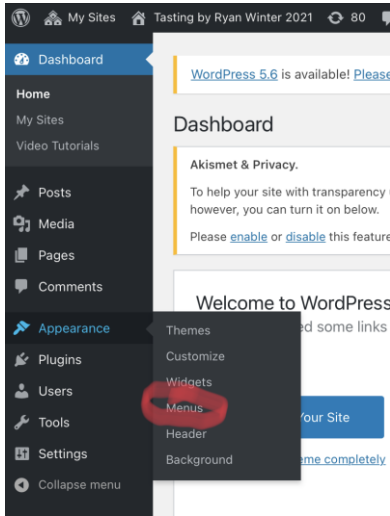 My Sites Tasting by Ryan Winter 2021 80
Dashboard
Home
My Sites
Video Tutorials
Posts
Media
Pages
Comments
Appearance
Plugins
Users
Tools
Settings
Collapse menu
Themes
Customize
Widgets
Menus
Header
Background
WordPress 5.6 is available! Please
Dashboard
Akismet & Privacy.
To help your site with transparency
however, you can turn it on below.
Please enable or disable this feature
Welcome to WordPress
ed some links
Your Site
eme completely